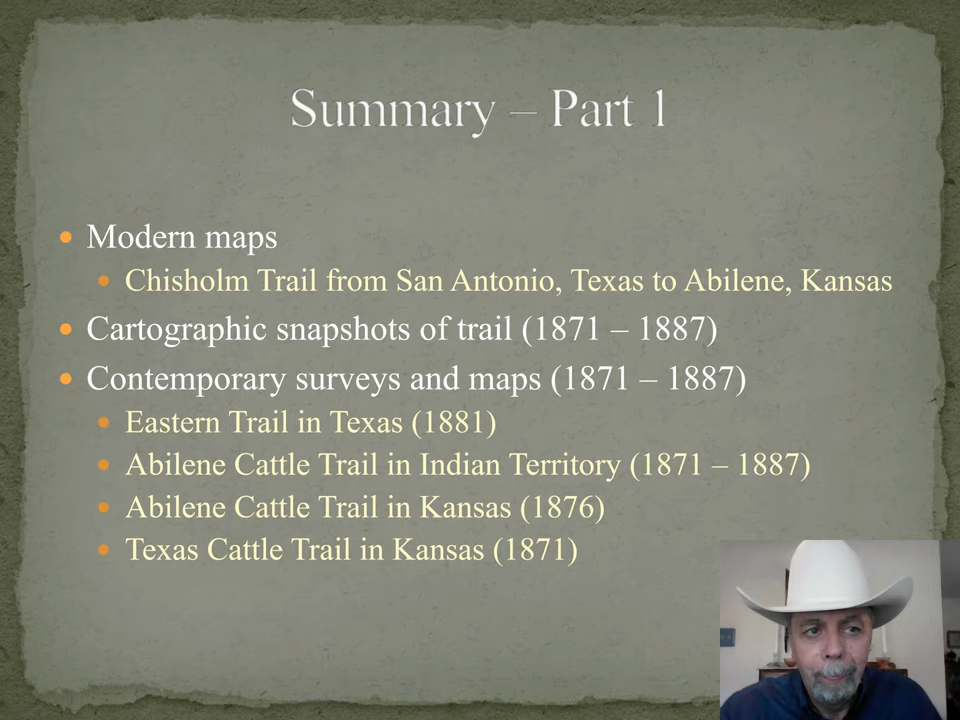 Summary – Part 1
Modern maps
Chisholm Trail from San Antonio, Texas to Abilene, Kansas
Cartographic snapshots of trail (1871 – 1887)
Contemporary surveys and maps (1871 – 1887)
Eastern Trail in Texas (1881)
Abilene Cattle Trail in Indian Territory (1871 – 1887)
Abilene Cattle Trail in Kansas (1876)
Texas Cattle Trail in Kansas (1871)